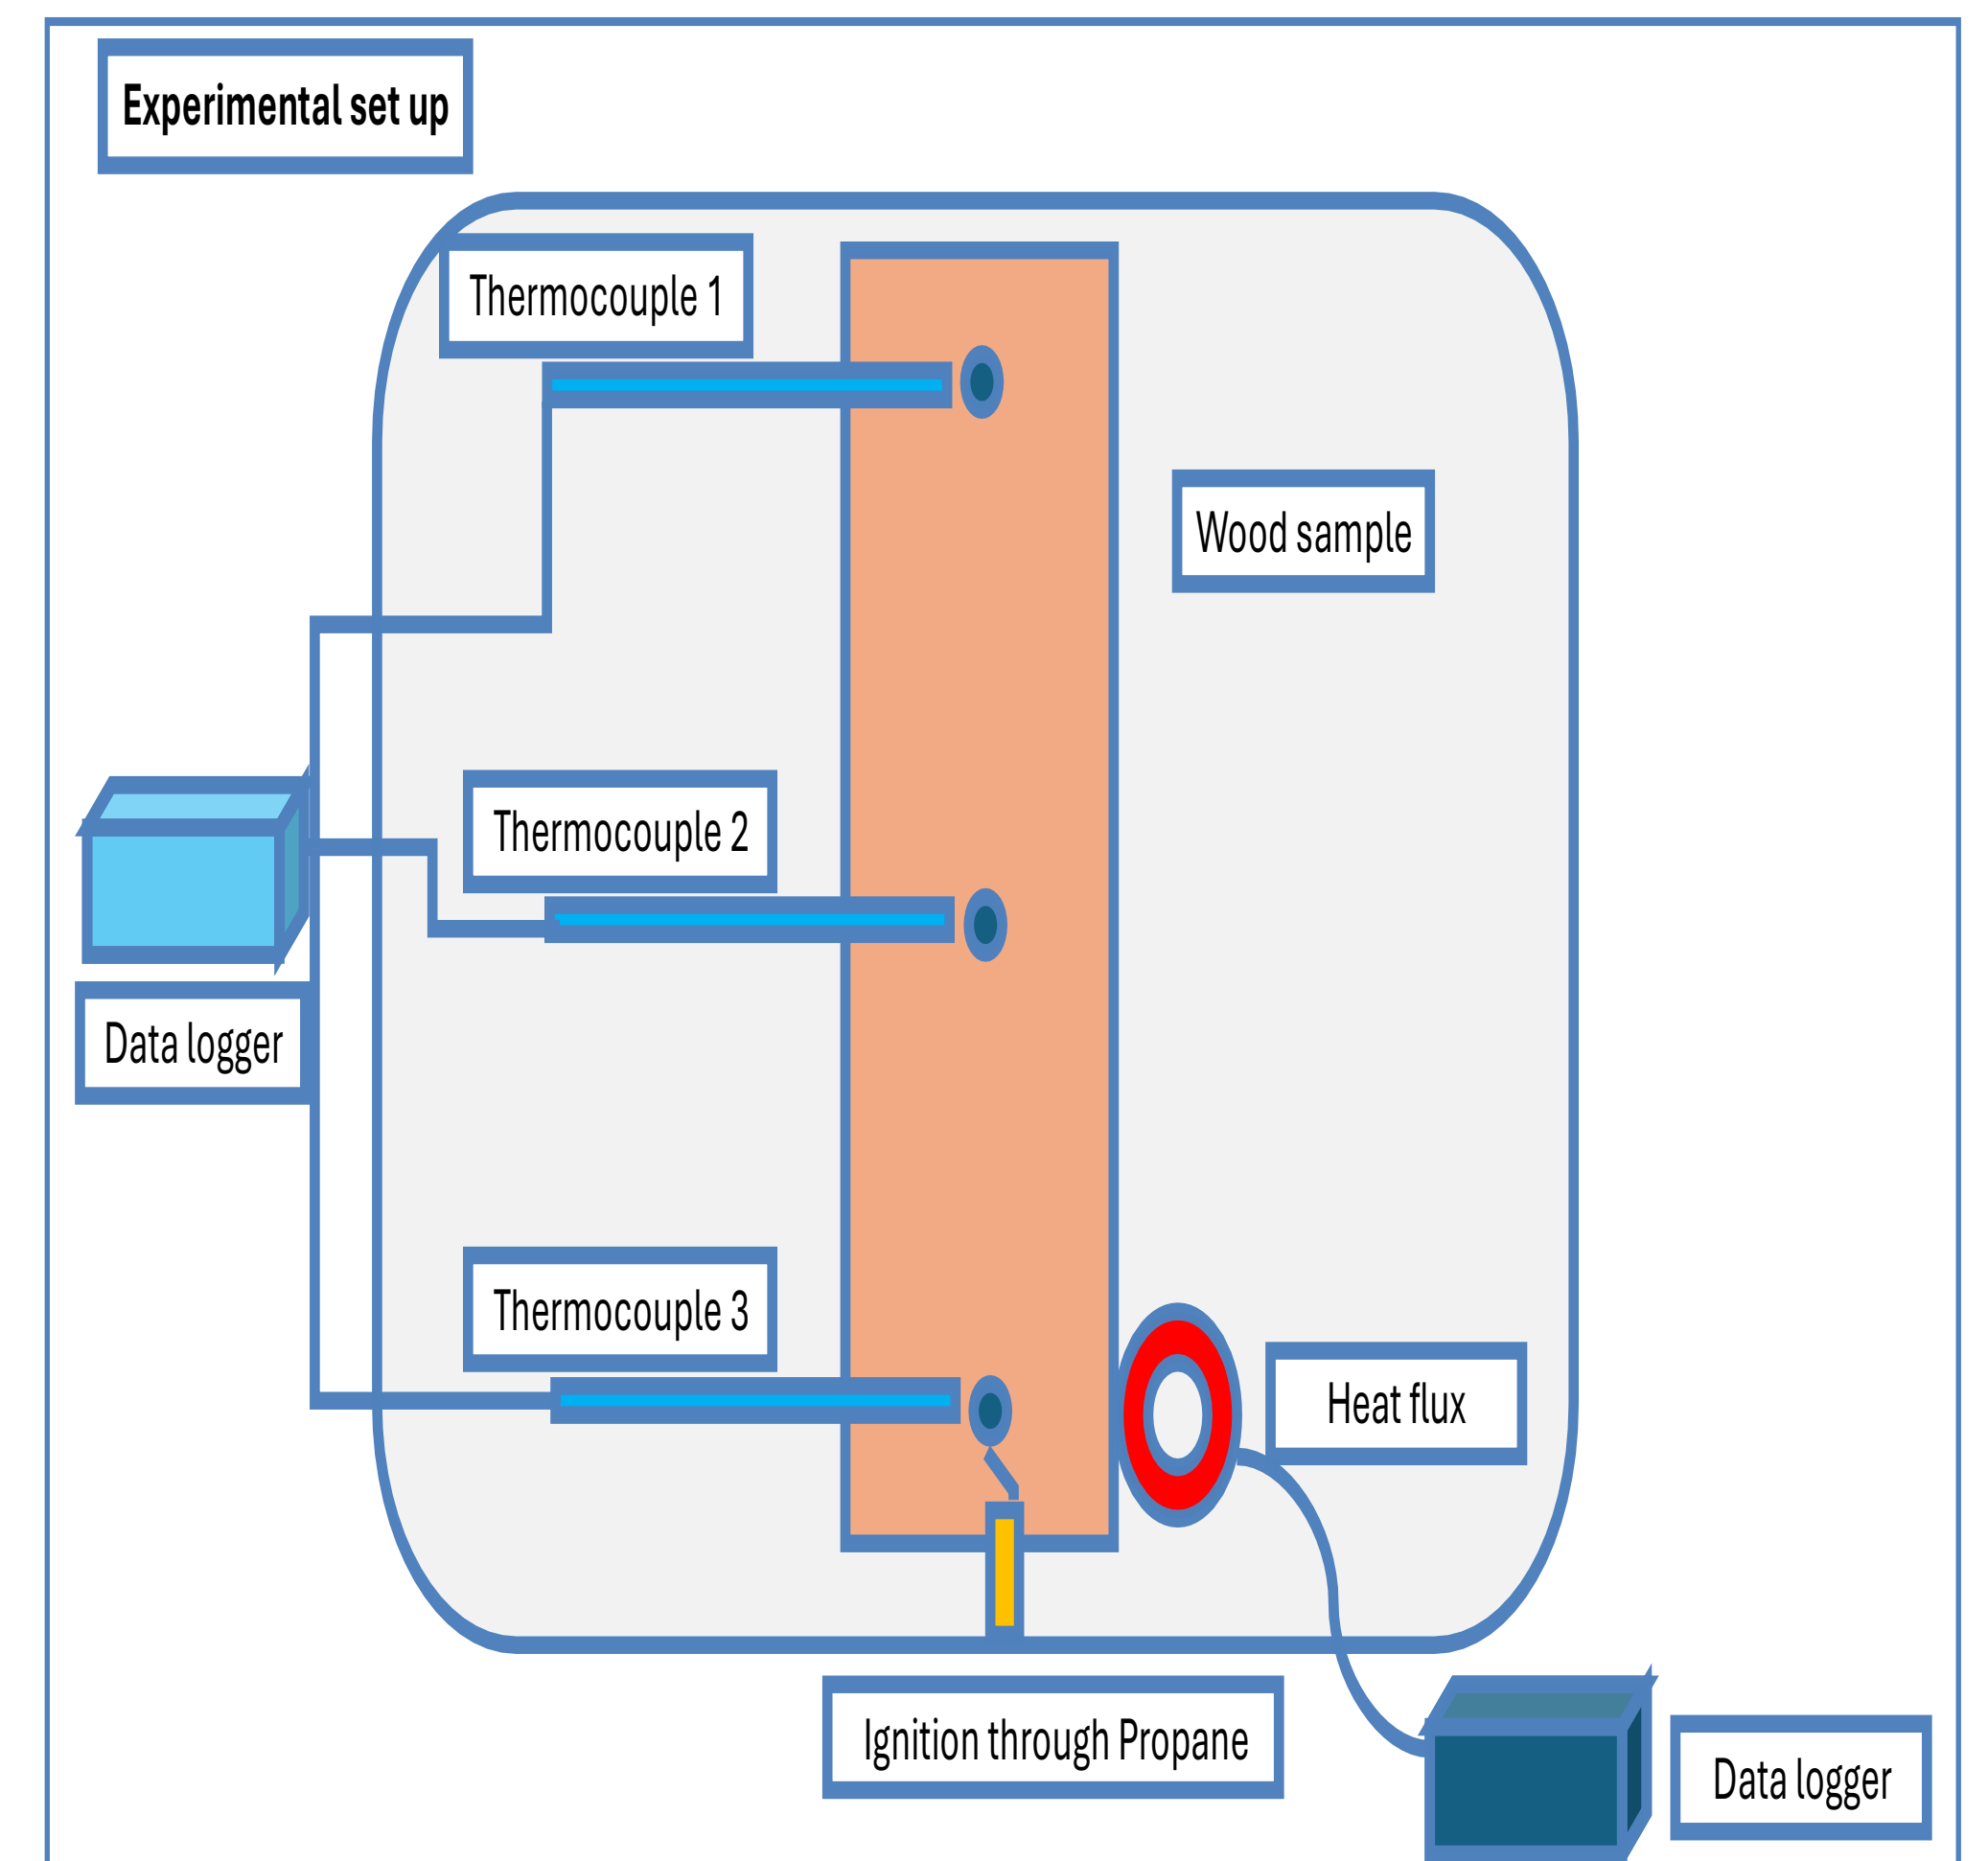 Experimental set up
Thermocouple 1
Wood sample
Thermocouple 2
Data logger
Thermocouple 3
Heat flux
Ignition through Propane
Data logger